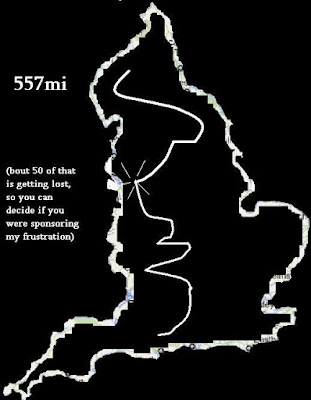 557mi
(bout 50 of that
is getting lost,
so you can
decide if you
were sponsoring
my frustration)